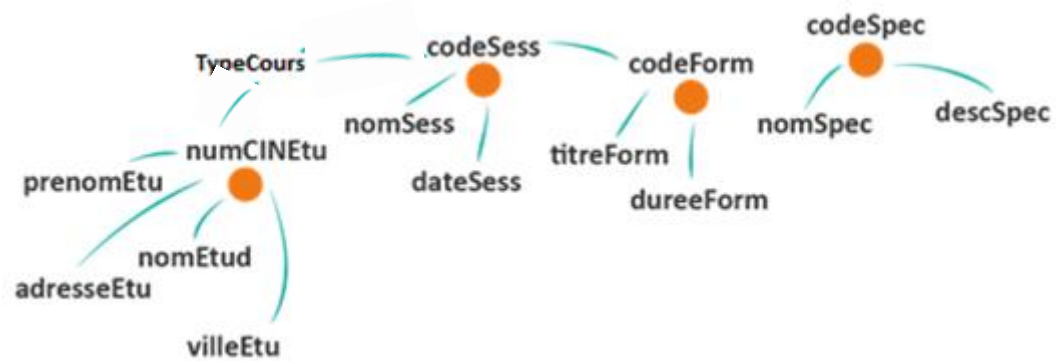 codeSpec
codeSess
TypeCours
codeForm
descSpec
nomSess
nomSpec
numCINEtu
titreForm
prenomEtu
dateSess
dureeForm
nomEtud
adresseEtu
villeEtu